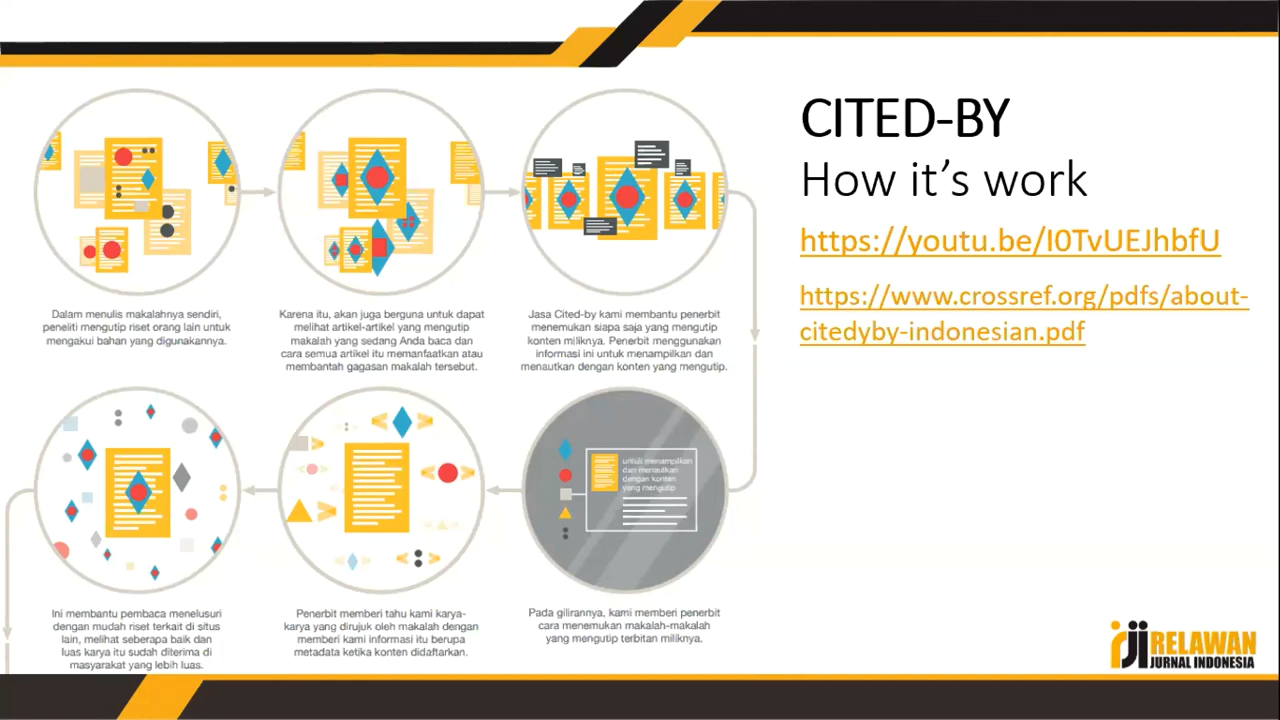 CITED-BY
How it's work
https://youtu.be/I0TvUEJhbfU
https://www.crossref.org/pdfs/about-
citedyby-indonesian.pdf
Dalam menulis makalahnya sendiri,
peneliti mengutip riset orang lain untuk
mengakui bahan yang digunakannya.
Karena itu, akan juga berguna untuk dapat
melihat artikel-artikel yang mengutip
makalah yang sedang Anda baca dan
cara semua artikel itu memanfaatkan atau
membantah gagasan makalah tersebut.
Jasa Cited-by kami membantu penerbit
menemukan siapa saja yang mengutip
konten miliknya. Penerbit menggunakan
informasi ini untuk menampilkan dan
menautkan dengan konten yang mengutip.
untuk menampilkan
dan menautkan
dengan konten
yang mengutip
Pada gilirannya, kami memberi penerbit
cara menemukan makalah-makalah
yang mengutip terbitan miliknya.
Penerbit memberi tahu kami karya-
karya yang dirujuk oleh makalah dengan
memberi kami informasi itu berupa
metadata ketika konten didaftarkan.
Ini membantu pembaca menelusuri
dengan mudah riset terkait di situs
lain, melihat seberapa baik dan
luas karya itu sudah diterima di
masyarakat yang lebih luas.
RELAWAN
JURNAL INDONESIA